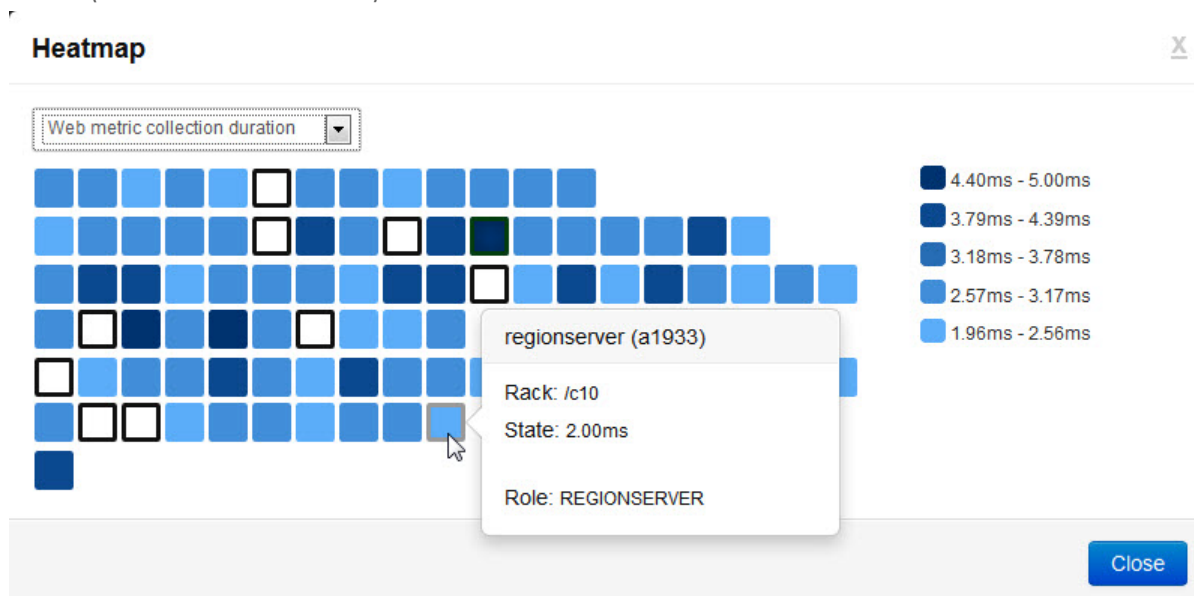 Heatmap
X
Web metric collection duration
4.40ms - 5.00ms
3.79ms - 4.39ms
3.18ms - 3.78ms
2.57ms - 3.17ms
1.96ms - 2.56ms
regionserver (a1933)
Rack: /c10
State: 2.00ms
Role: REGIONSERVER
Close